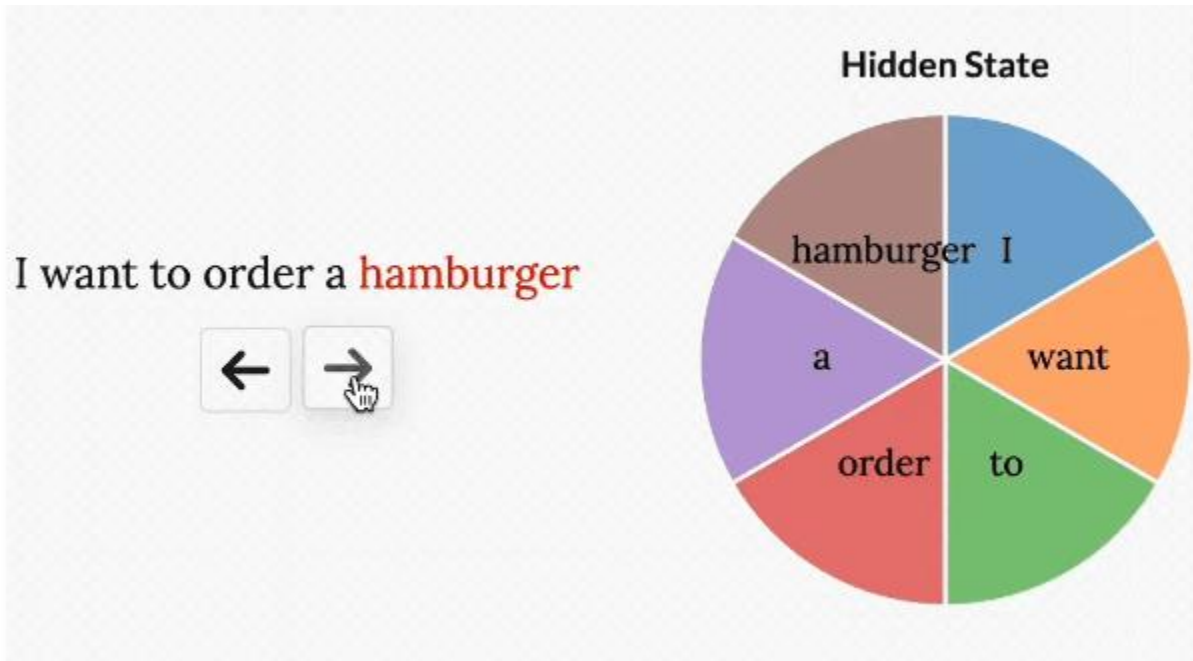 Hidden State
I want to order a hamburger
hamburger
I
a
want
order
to